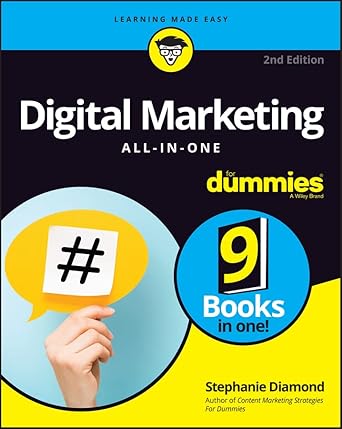 LEARNING MADE EASY
2nd Edition
Digital Marketing
ALL-IN-ONE
for
dummies®
A Wiley Brand
#
9
Books
in one!
Stephanie Diamond
Author of Content Marketing Strategies
For Dummies